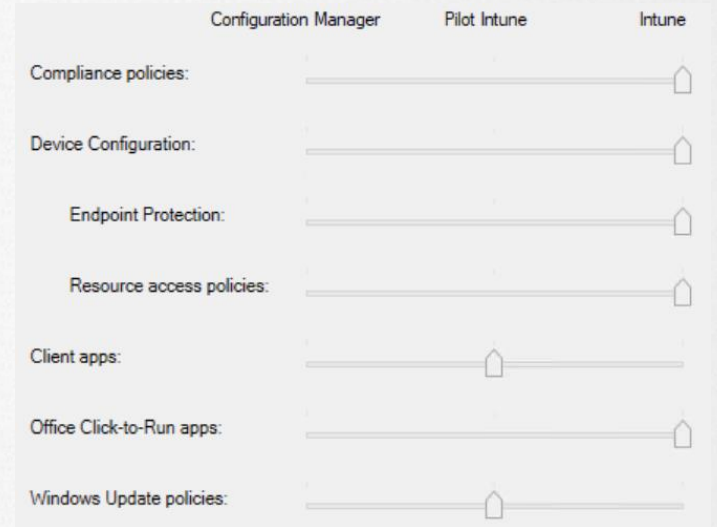 Configuration Manager Pilot Intune Intune
Compliance policies:
Device Configuration:
Endpoint Protection:
Resource access policies:
Client apps:
Office Click-to-Run apps:
Windows Update policies: